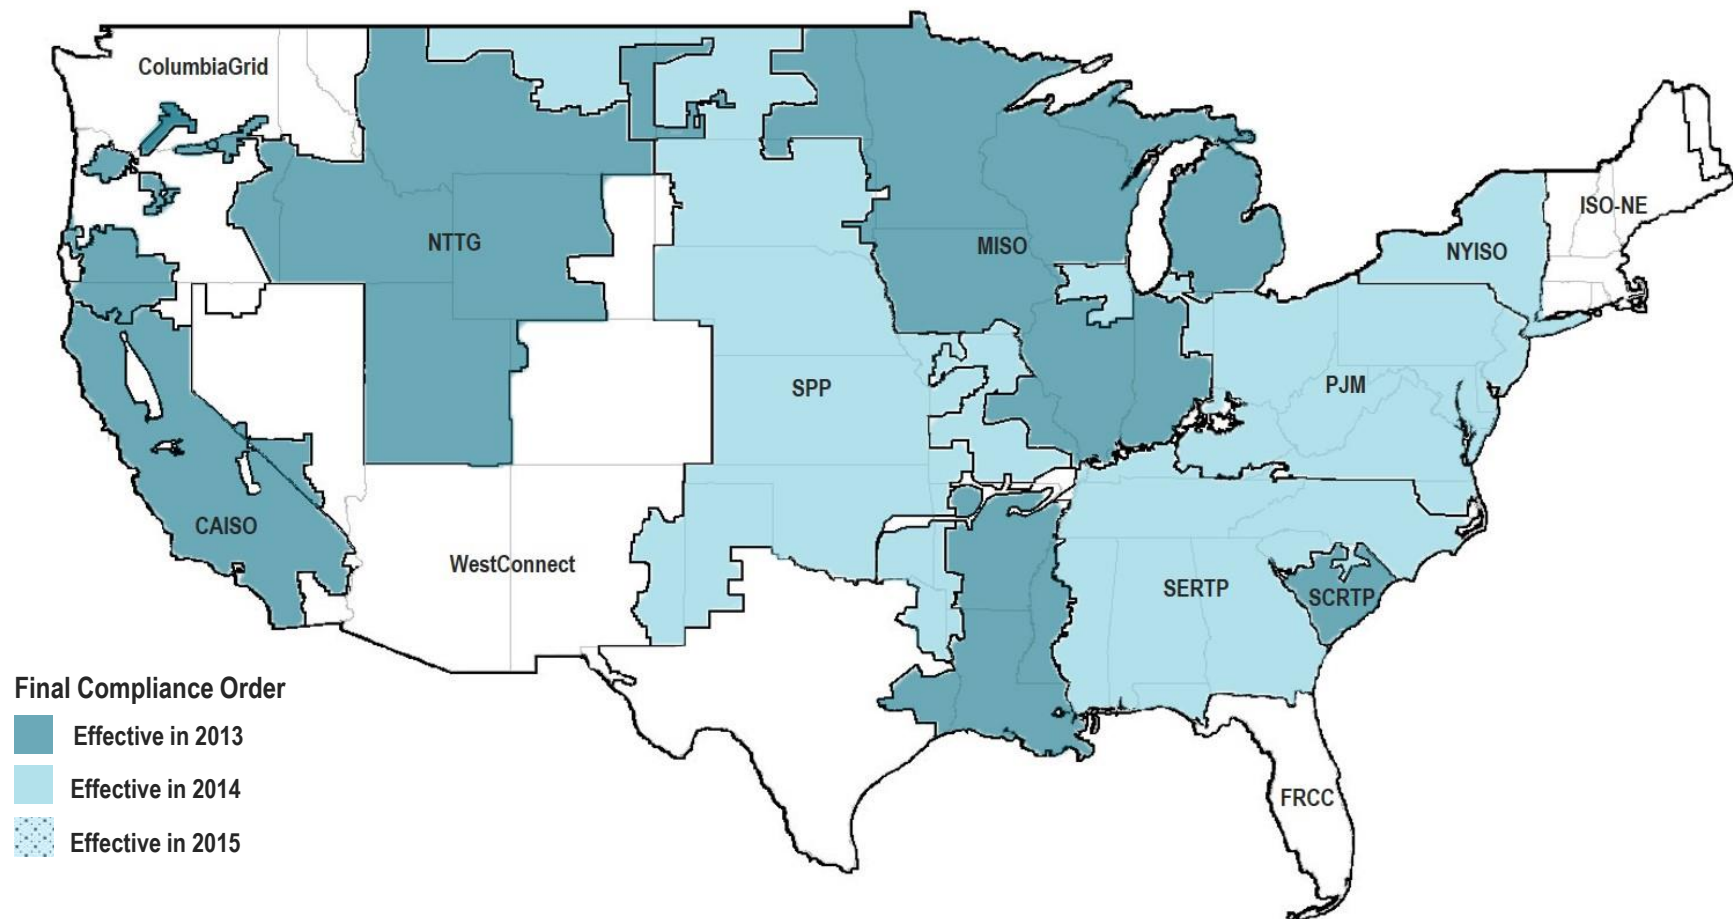 ColumbiaGrid
ISO-NE
NTTG
MISO
NYISO
SPP
PJM
CAISO
WestConnect
SERTP
SCRTP
Final Compliance Order
Effective in 2013
Effective in 2014
FRCC
Effective in 2015